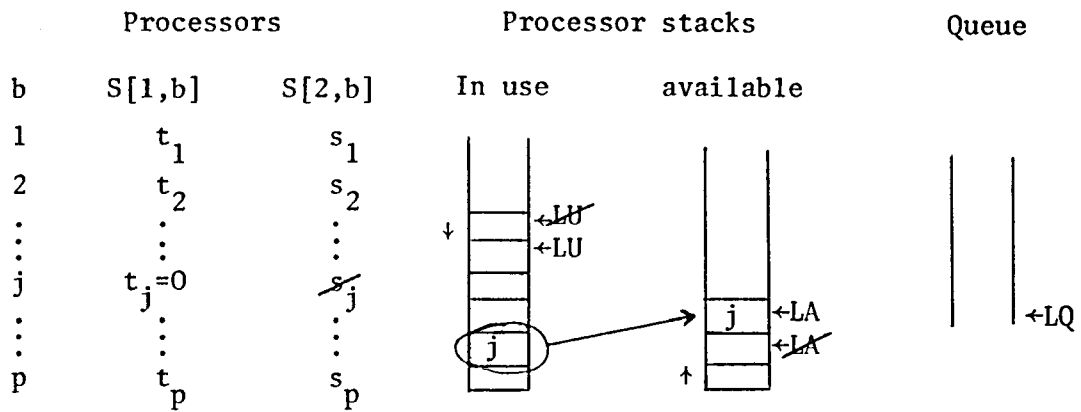 Processors Processor stacks Queue
b S[1,b] S[2,b] In use available
1 t₁ s₁
2 t₂ s₂
←LU
↓ ←LU
j tⱼ=0 sⱼ
j ←LA
←LQ
j ←LA
↑
p tₚ sₚ